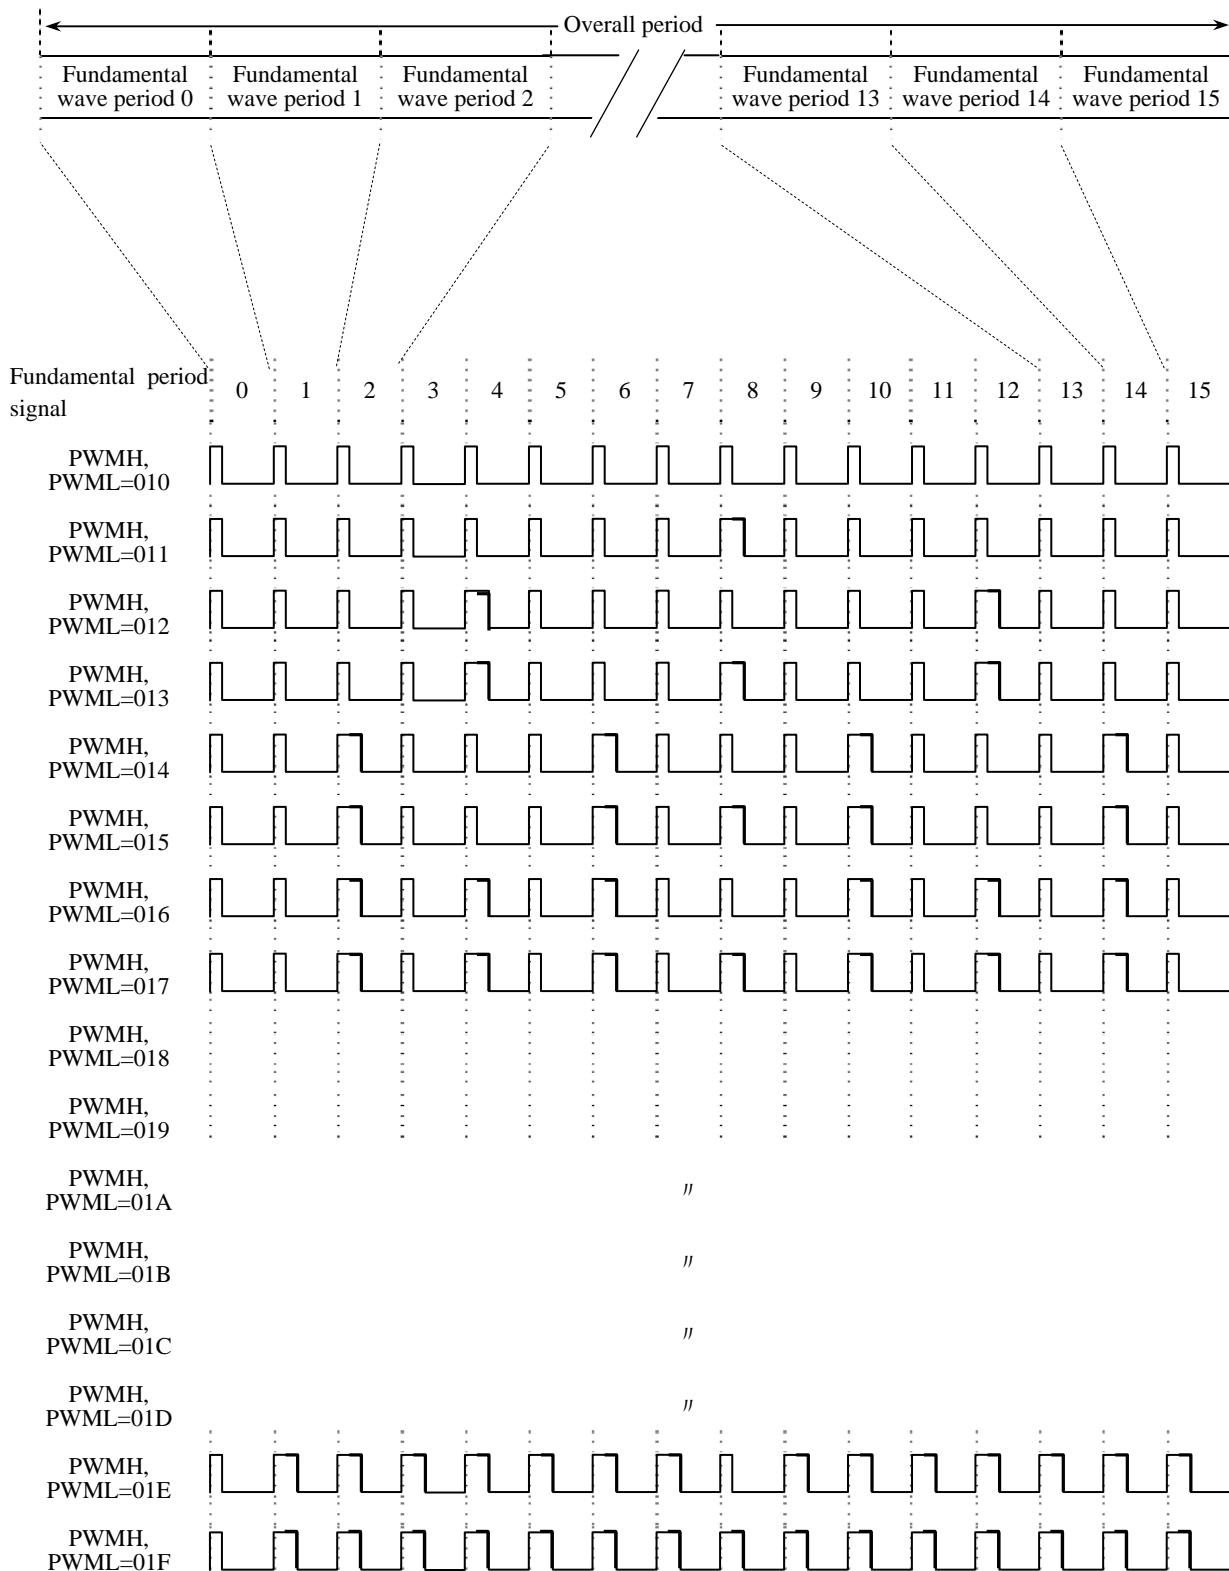 Overall period
Fundamental wave period 0
Fundamental wave period 1
Fundamental wave period 2
Fundamental wave period 13
Fundamental wave period 14
Fundamental wave period 15
Fundamental period signal
0 1 2 3 4 5 6 7 8 9 10 11 12 13 14 15
PWMH,
PWML=010
PWMH,
PWML=011
PWMH,
PWML=012
PWMH,
PWML=013
PWMH,
PWML=014
PWMH,
PWML=015
PWMH,
PWML=016
PWMH,
PWML=017
PWMH,
PWML=018
PWMH,
PWML=019
PWMH,
PWML=01A
〃
PWMH,
PWML=01B
〃
PWMH,
PWML=01C
〃
PWMH,
PWML=01D
〃
PWMH,
PWML=01E
PWMH,
PWML=01F